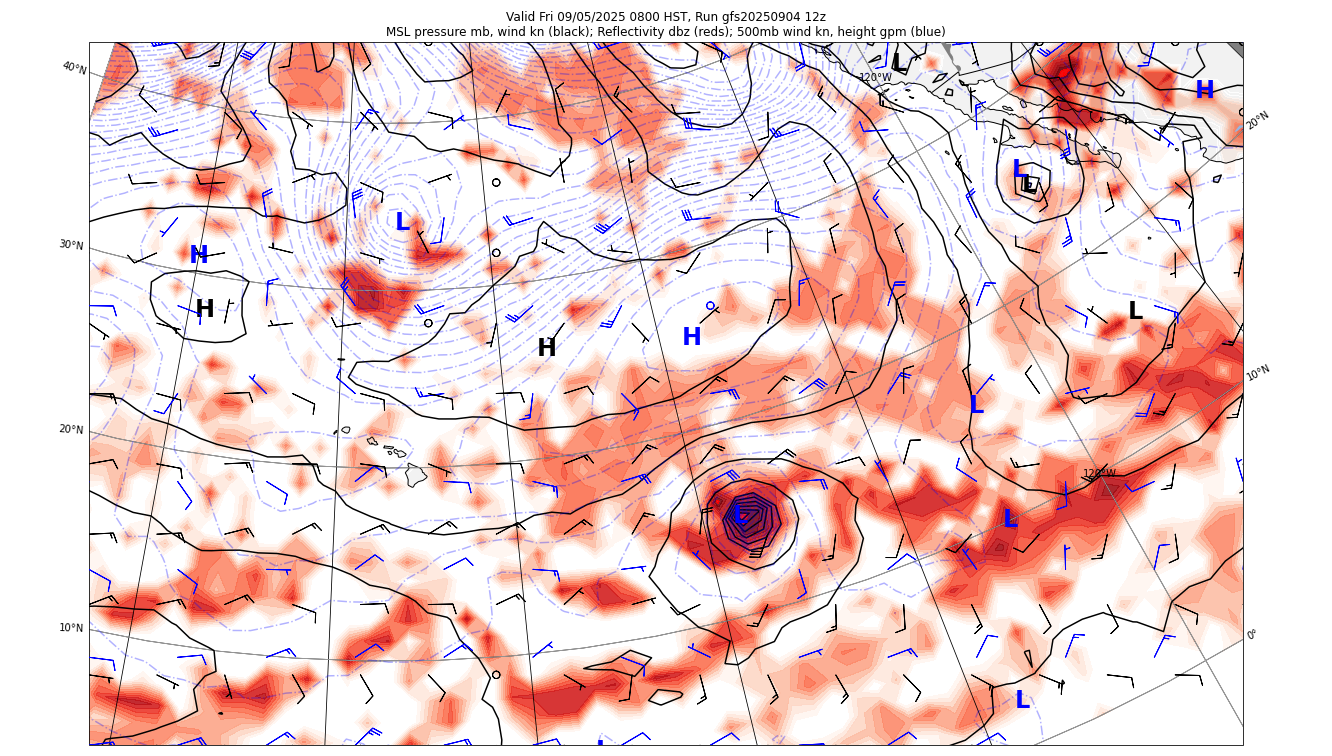 Valid Fri 09/05/2025 0800 HST, Run gfs20250904 12z
MSL pressure mb, wind kn (black); Reflectivity dbz (reds); 500mb wind kn, height gpm (blue)
40°N
L
120°W
H
20°N
L
L
L
30°N
H
H
L
H
H
10°N
L
20°N
120°W
L
L
10°N
0°
L